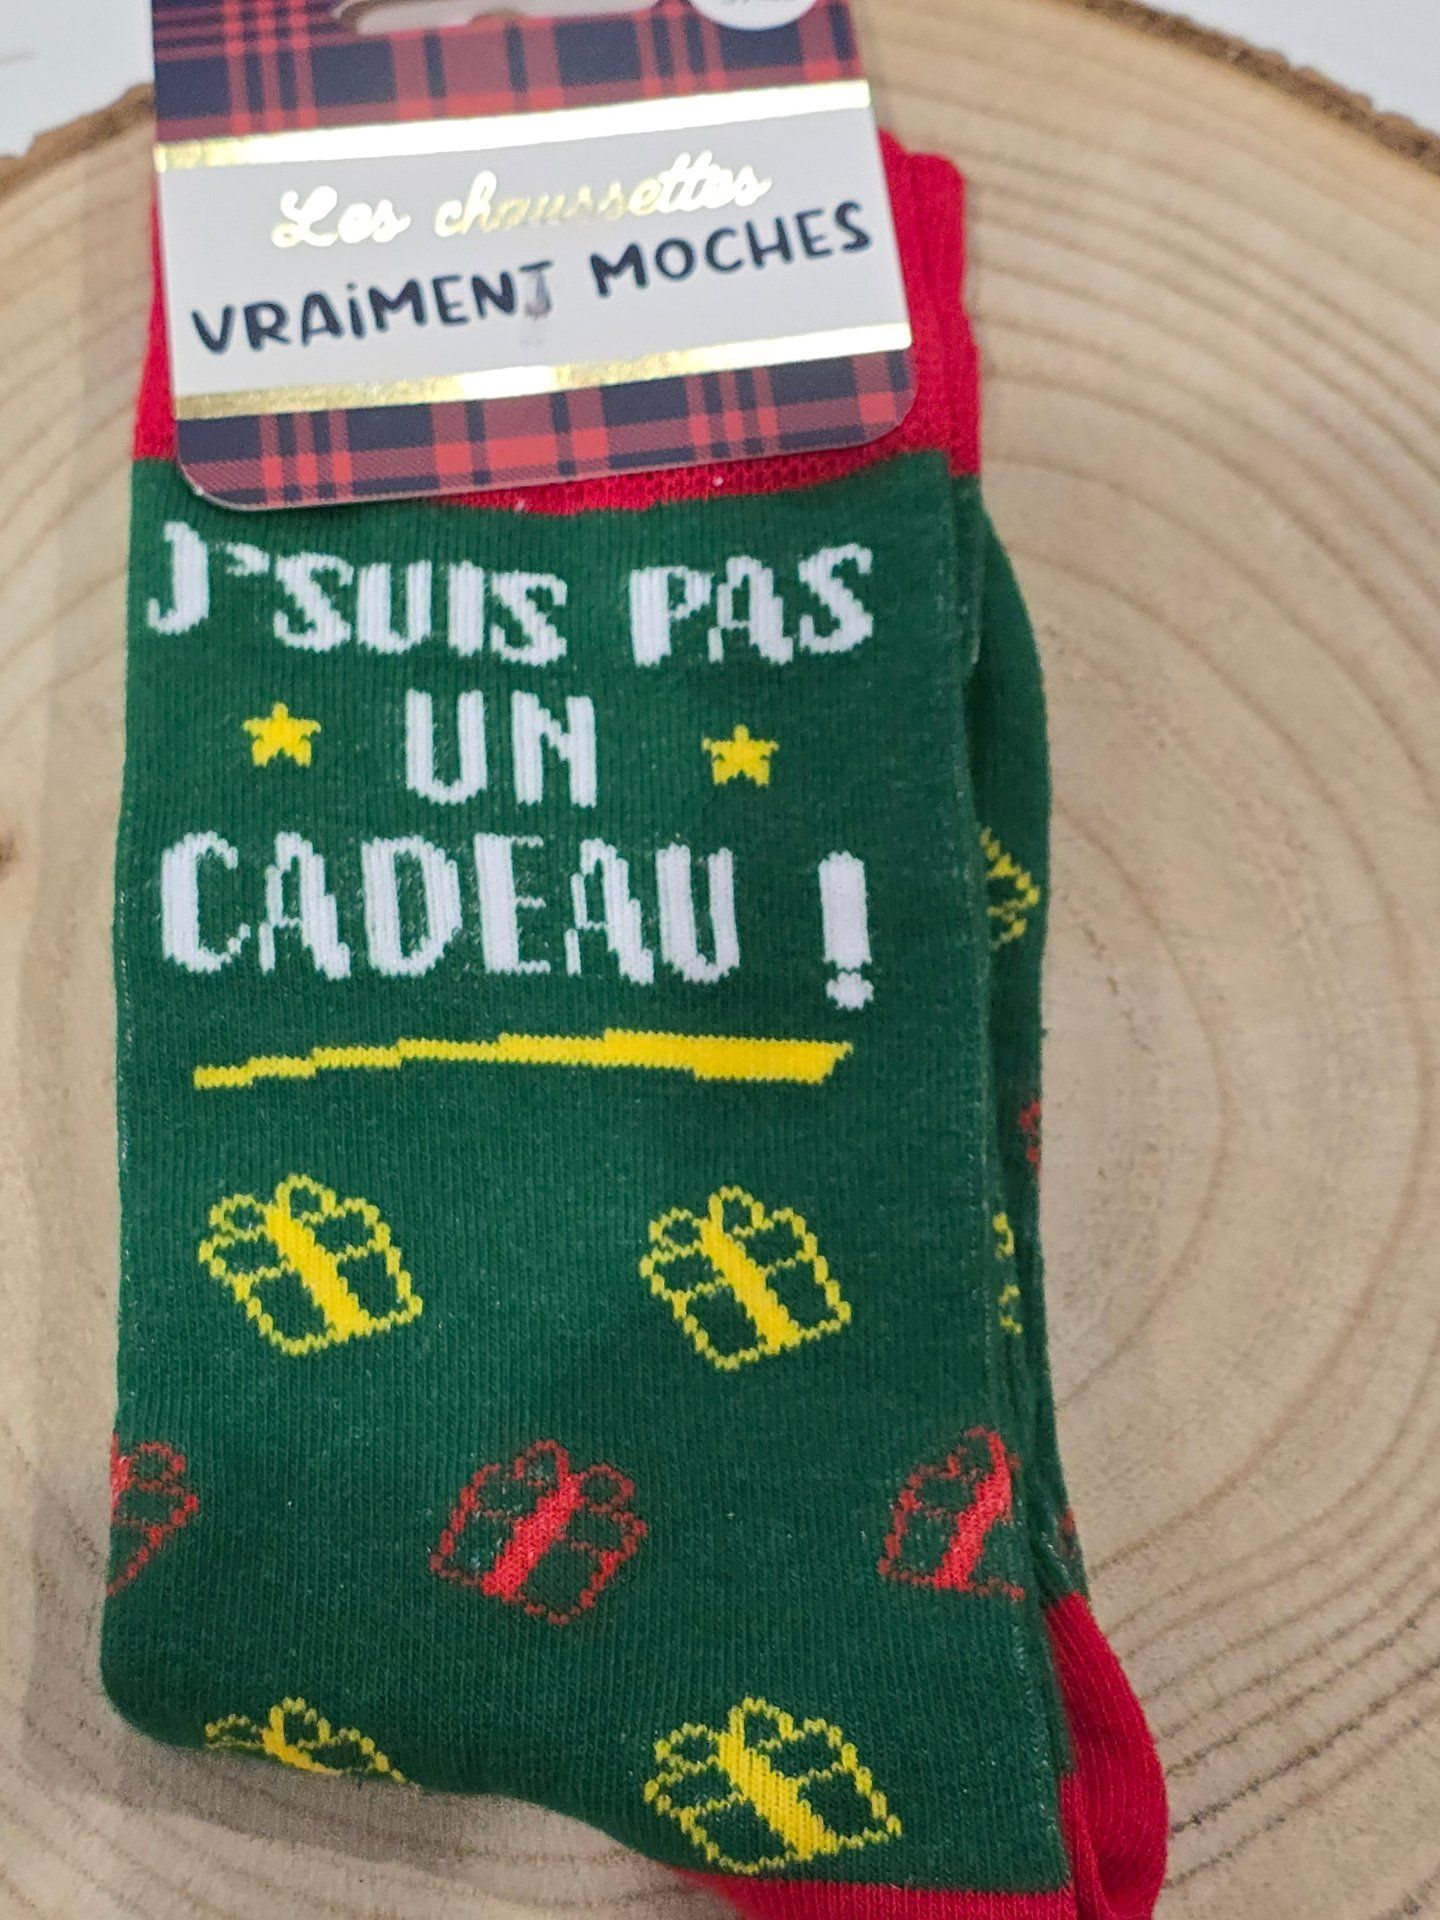 Les chaussettes
VRAiMENT MOCHES
J'SUIS PAS
UN
CADEAU !